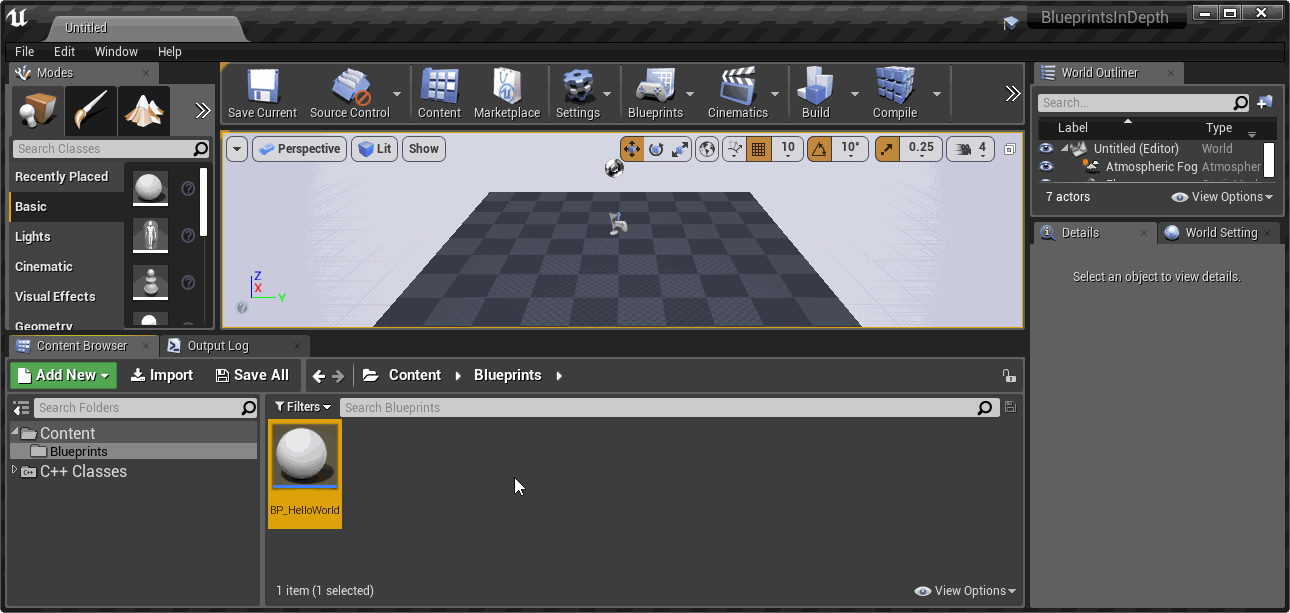 Untitled
BlueprintsInDepth
File Edit Window Help
Modes
Search Classes
Recently Placed
Basic
Lights
Cinematic
Visual Effects
Geometry
Save Current
Source Control
Content
Marketplace
Settings
Blueprints
Cinematics
Build
Compile
Perspective
Lit
Show
10
10°
0.25
4
Z
X
Y
World Outliner
Search...
Label Type
Untitled (Editor) World
Atmospheric Fog Atmospher
7 actors
View Options
Details
World Setting
Select an object to view details.
Content Browser
Output Log
Add New
Import
Save All
Content
Blueprints
Search Folders
Content
Blueprints
C++ Classes
Filters
Search Blueprints
BP_HelloWorld
1 item (1 selected)
View Options